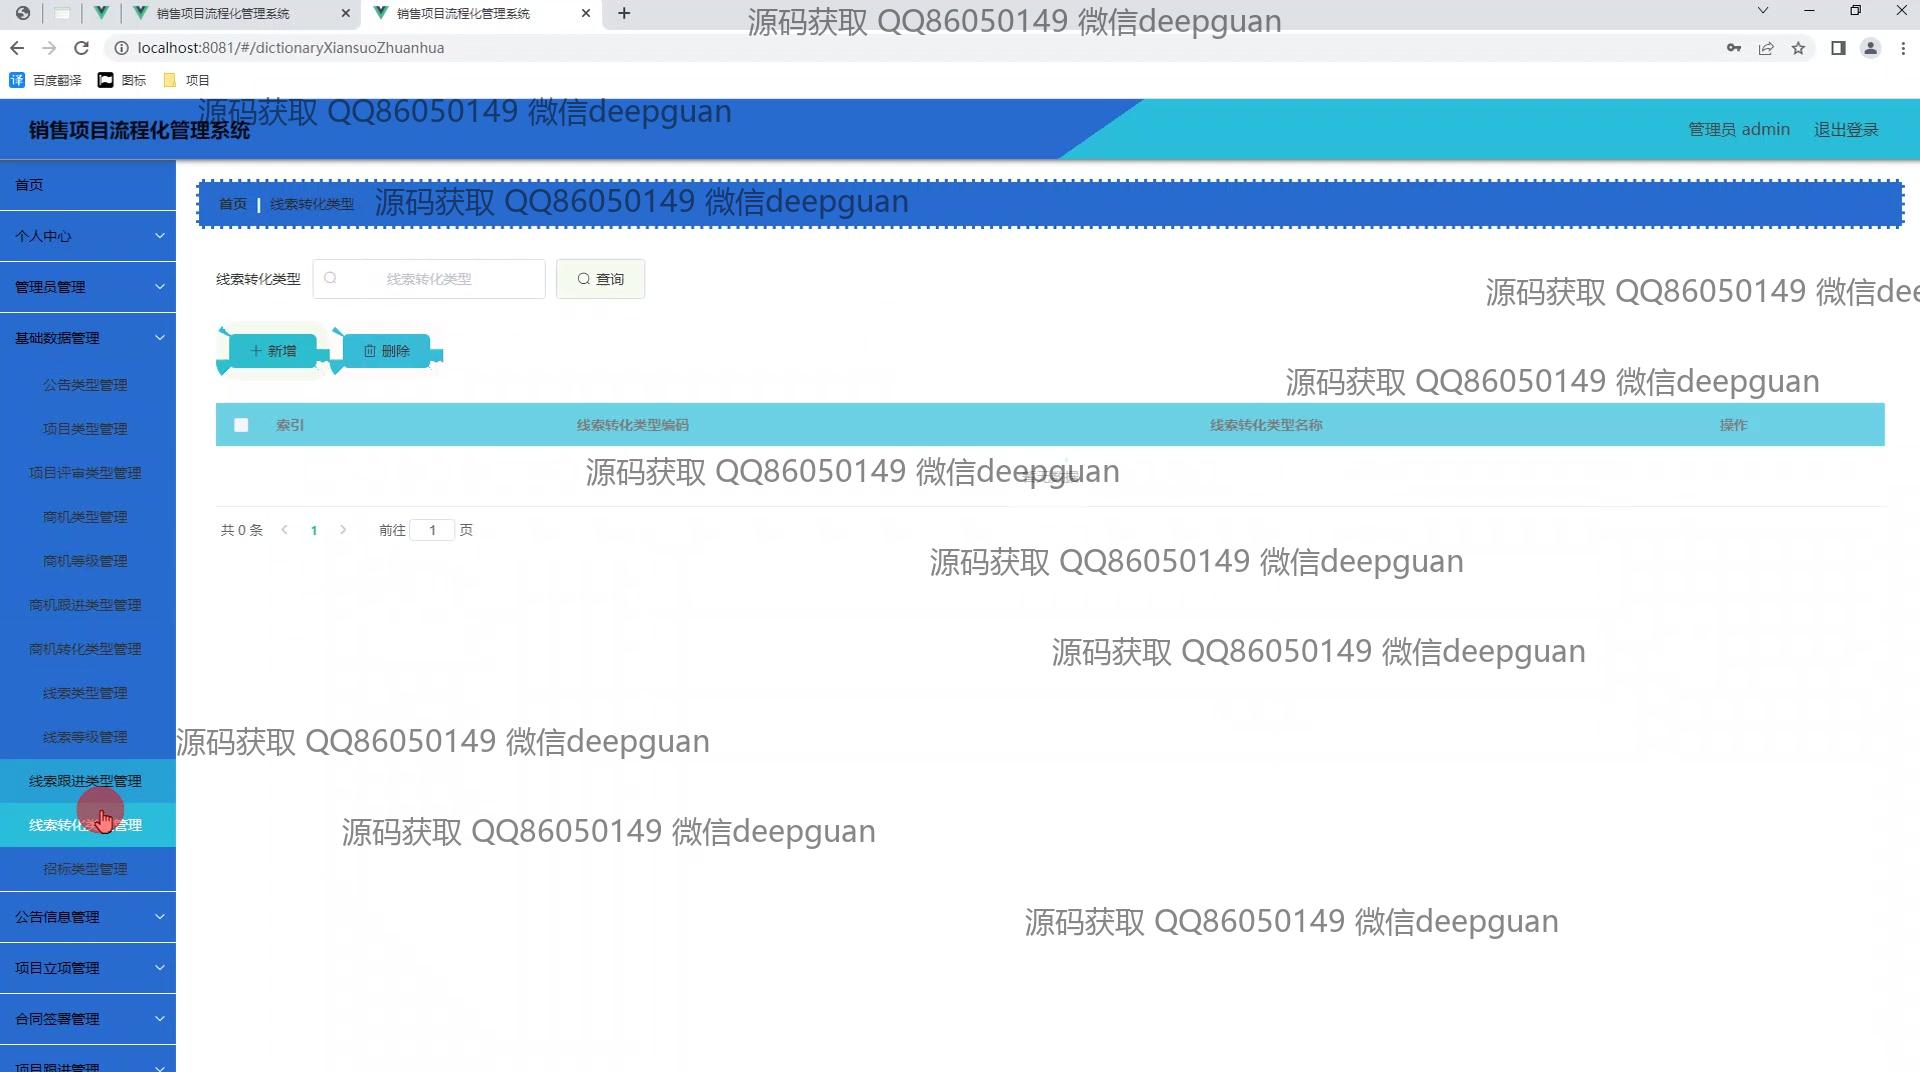 销售项目流程化管理系统
销售项目流程化管理系统
源码获取 QQ86050149 微信deepguan
localhost:8081/#/dictionaryXiansuoZhuanhua
译 百度翻译 图标 项目
源码获取 QQ86050149 微信deepguan
销售项目流程化管理系统
管理员 admin 退出登录
首页
首页 线索转化类型 源码获取 QQ86050149 微信deepguan
个人中心
线索转化类型 线索转化类型 查询
管理员管理
源码获取 QQ86050149 微信dee
基础数据管理
新增 删除
公告类型管理
源码获取 QQ86050149 微信deepguan
索引 线索转化类型编码 线索转化类型名称 操作
项目类型管理
项目评审类型管理
源码获取 QQ86050149 微信deepguan
商机类型管理
共 0 条 1 前往 1 页
商机等级管理
源码获取 QQ86050149 微信deepguan
商机跟进类型管理
商机转化类型管理
源码获取 QQ86050149 微信deepguan
线索类型管理
线索等级管理
源码获取 QQ86050149 微信deepguan
线索跟进类型管理
线索转化类型管理
源码获取 QQ86050149 微信deepguan
招标类型管理
公告信息管理
源码获取 QQ86050149 微信deepguan
项目立项管理
合同签署管理
项目跟进管理